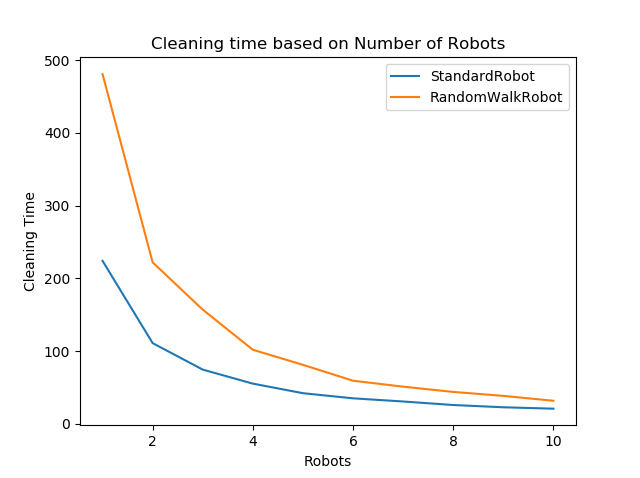 Cleaning time based on Number of Robots
StandardRobot
RandomWalkRobot
500
400
300
200
100
0
Cleaning Time
2 4 6 8 10
Robots